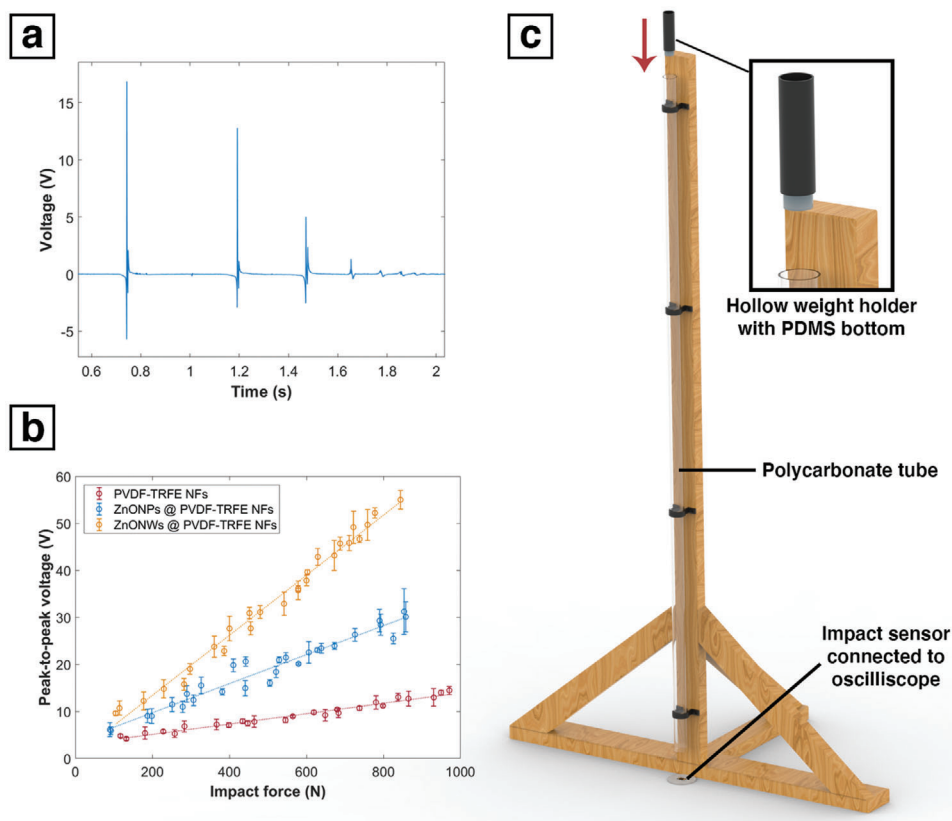 a
Voltage (V)
15
10
5
0
-5
0.6 0.8 1 1.2 1.4 1.6 1.8 2
Time (s)
b
Peak-to-peak voltage (V)
60
50
40
30
20
10
0
PVDF-TRFE NFs
ZnONPs @ PVDF-TRFE NFs
ZnONWs @ PVDF-TRFE NFs
0 200 400 600 800 1000
Impact force (N)
c
Hollow weight holder
with PDMS bottom
Polycarbonate tube
Impact sensor
connected to
oscilliscope